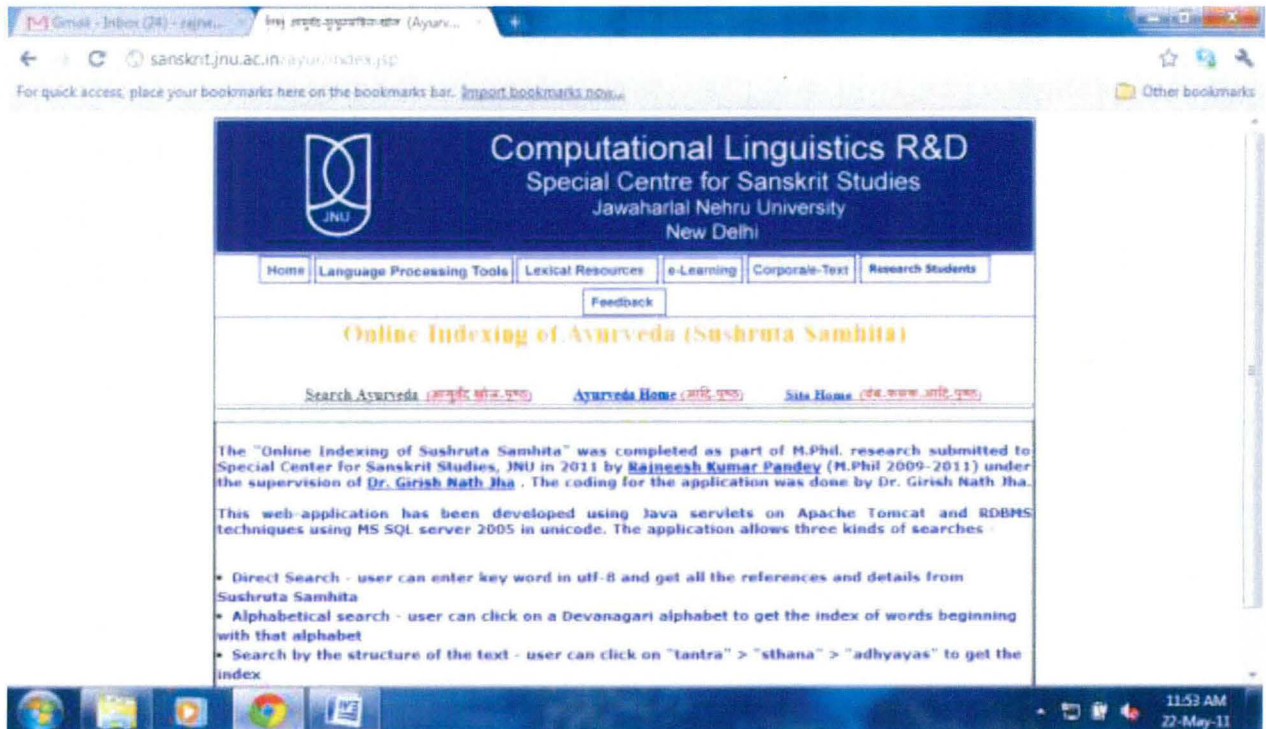 Gmail - Inbox (24) - rajne...
(Ayurv...
sanskrit.jnu.ac.in/ayur/index.jsp
For quick access, place your bookmarks here on the bookmarks bar. Import bookmarks now...
Other bookmarks
Computational Linguistics R&D
Special Centre for Sanskrit Studies
Jawaharlal Nehru University
New Delhi
JNU
Home Language Processing Tools Lexical Resources e-Learning Corporale-Text Research Students
Feedback
Online Indexing of Ayurveda (Sushruta Samhita)
Search Ayurveda (आयुर्वेद खोज-पृष्ठ) Ayurveda Home (आदि-पृष्ठ) Site Home
The "Online Indexing of Sushruta Samhita" was completed as part of M.Phil. research submitted to
Special Center for Sanskrit Studies, JNU in 2011 by Rajneesh Kumar Pandey (M.Phil 2009-2011) under
the supervision of Dr. Girish Nath Jha . The coding for the application was done by Dr. Girish Nath Jha.
This web-application has been developed using Java servlets on Apache Tomcat and RDBMS
techniques using MS SQL server 2005 in unicode. The application allows three kinds of searches -
• Direct Search - user can enter key word in utf-8 and get all the references and details from
Sushruta Samhita
• Alphabetical search - user can click on a Devanagari alphabet to get the index of words beginning
with that alphabet
• Search by the structure of the text - user can click on "tantra" > "sthana" > "adhyayas" to get the
index
11:53 AM
22-May-11